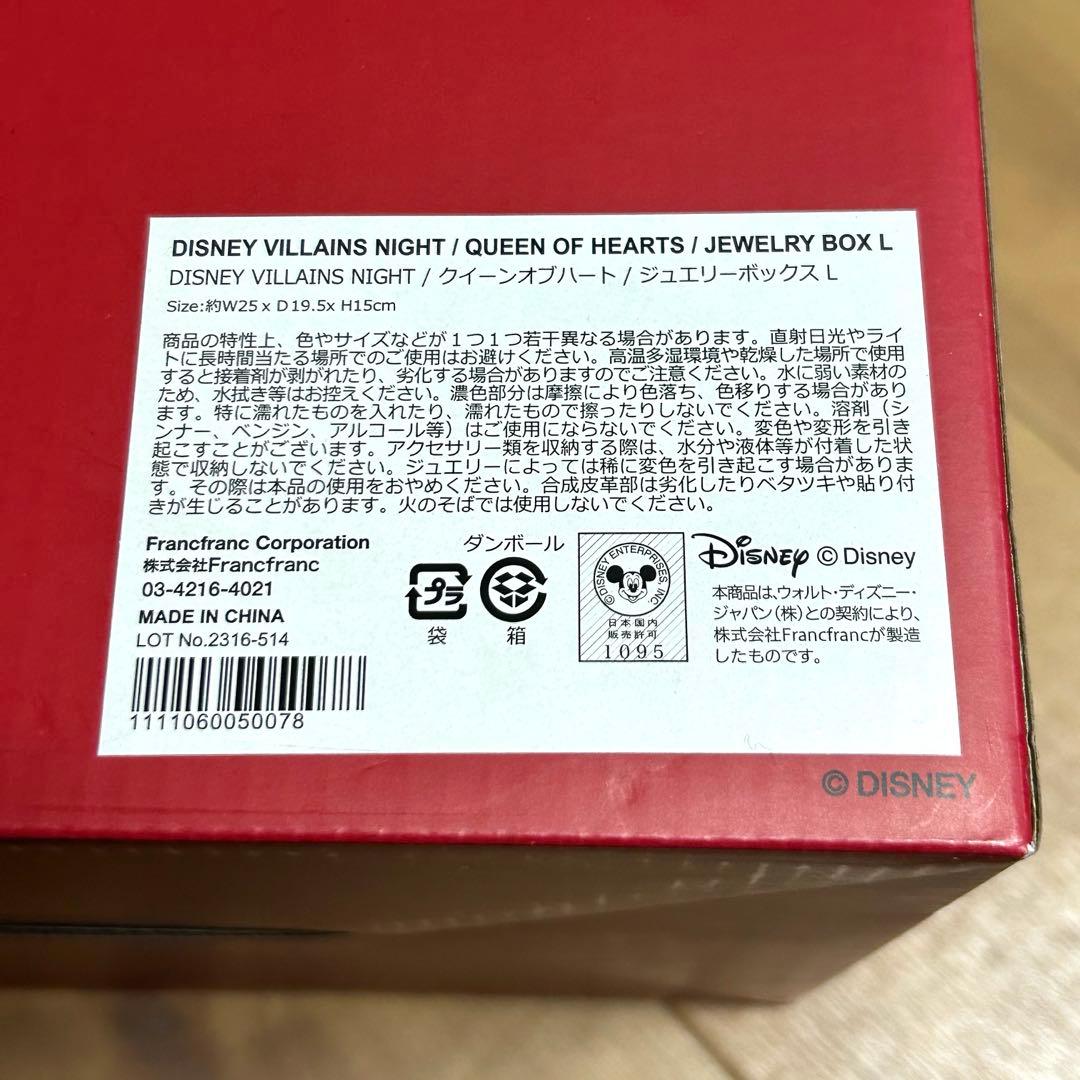 DISNEY VILLAINS NIGHT / QUEEN OF HEARTS / JEWELRY BOX L
DISNEY VILLAINS NIGHT / クイーンオブハート / ジュエリーボックス L
Size:約W25 x D19.5x H15cm
商品の特性上、色やサイズなどが１つ１つ若干異なる場合があります。直射日光やライ
トに長時間当たる場所でのご使用はお避けください。高温多湿環境や乾燥した場所で使用
すると接着剤が剥がれたり、劣化する場合がありますのでご注意ください。水に弱い素材の
ため、水拭き等はお控えください。濃色部分は摩擦により色落ち、色移りする場合があり
ます。特に濡れたものを入れたり、濡れたもので擦ったりしないでください。溶剤（シ
ンナー、ベンジン、アルコール等）はご使用にならないでください。変色や変形を引き
起こすことがございます。アクセサリー類を収納する際は、水分や液体等が付着した状
態で収納しないでください。ジュエリーによっては稀に変色を引き起こす場合がありま
す。その際は本品の使用をおやめください。合成皮革部は劣化したりベタツキや貼り付
きが生じることがあります。火のそばでは使用しないでください。
Francfranc Corporation
株式会社Francfranc
03-4216-4021
MADE IN CHINA
LOT No.2316-514
1111060050078
ダンボール
プラ
袋
箱
©DISNEY ENTERPRISES, INC.
日本国内
販売許可
1095
Disney © Disney
本商品は、ウォルト・ディズニー・
ジャパン（株）との契約により、
株式会社Francfrancが製造
したものです。
© DISNEY